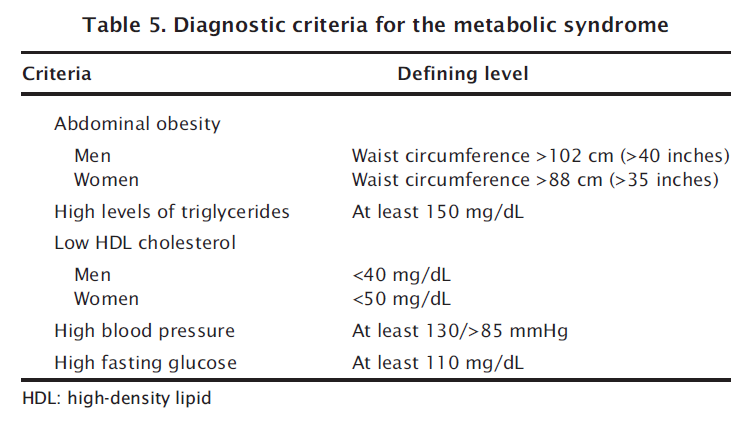 Table 5. Diagnostic criteria for the metabolic syndrome
Criteria Defining level
Abdominal obesity
Men Waist circumference >102 cm (>40 inches)
Women Waist circumference >88 cm (>35 inches)
High levels of triglycerides At least 150 mg/dL
Low HDL cholesterol
Men <40 mg/dL
Women <50 mg/dL
High blood pressure At least 130/>85 mmHg
High fasting glucose At least 110 mg/dL
HDL: high-density lipid